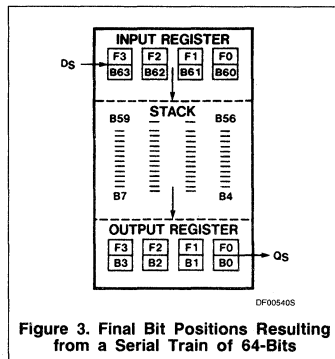 INPUT REGISTER
F3 F2 F1 F0
DS B63 B62 B61 B60
STACK
B59 B56
B7 B4
OUTPUT REGISTER
F3 F2 F1 F0
B3 B2 B1 B0 QS
DF00540S
Figure 3. Final Bit Positions Resulting
from a Serial Train of 64-Bits